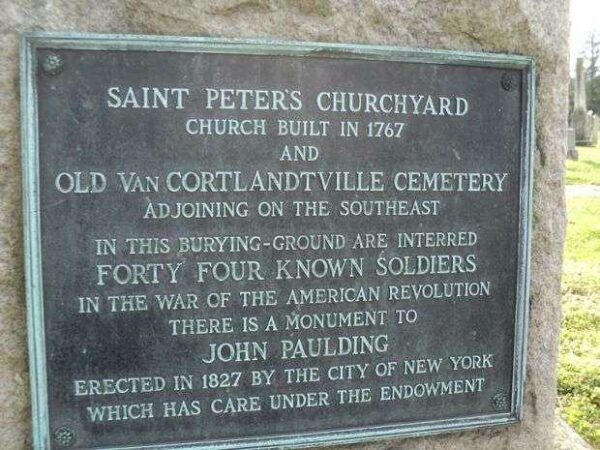 SAINT PETER'S CHURCHYARD
CHURCH BUILT IN 1767
AND
OLD VAN CORTLANDTVILLE CEMETERY
ADJOINING ON THE SOUTHEAST
IN THIS BURYING-GROUND ARE INTERRED
FORTY FOUR KNOWN SOLDIERS
IN THE WAR OF THE AMERICAN REVOLUTION
THERE IS A MONUMENT TO
JOHN PAULDING
ERECTED IN 1827 BY THE CITY OF NEW YORK
WHICH HAS CARE UNDER THE ENDOWMENT